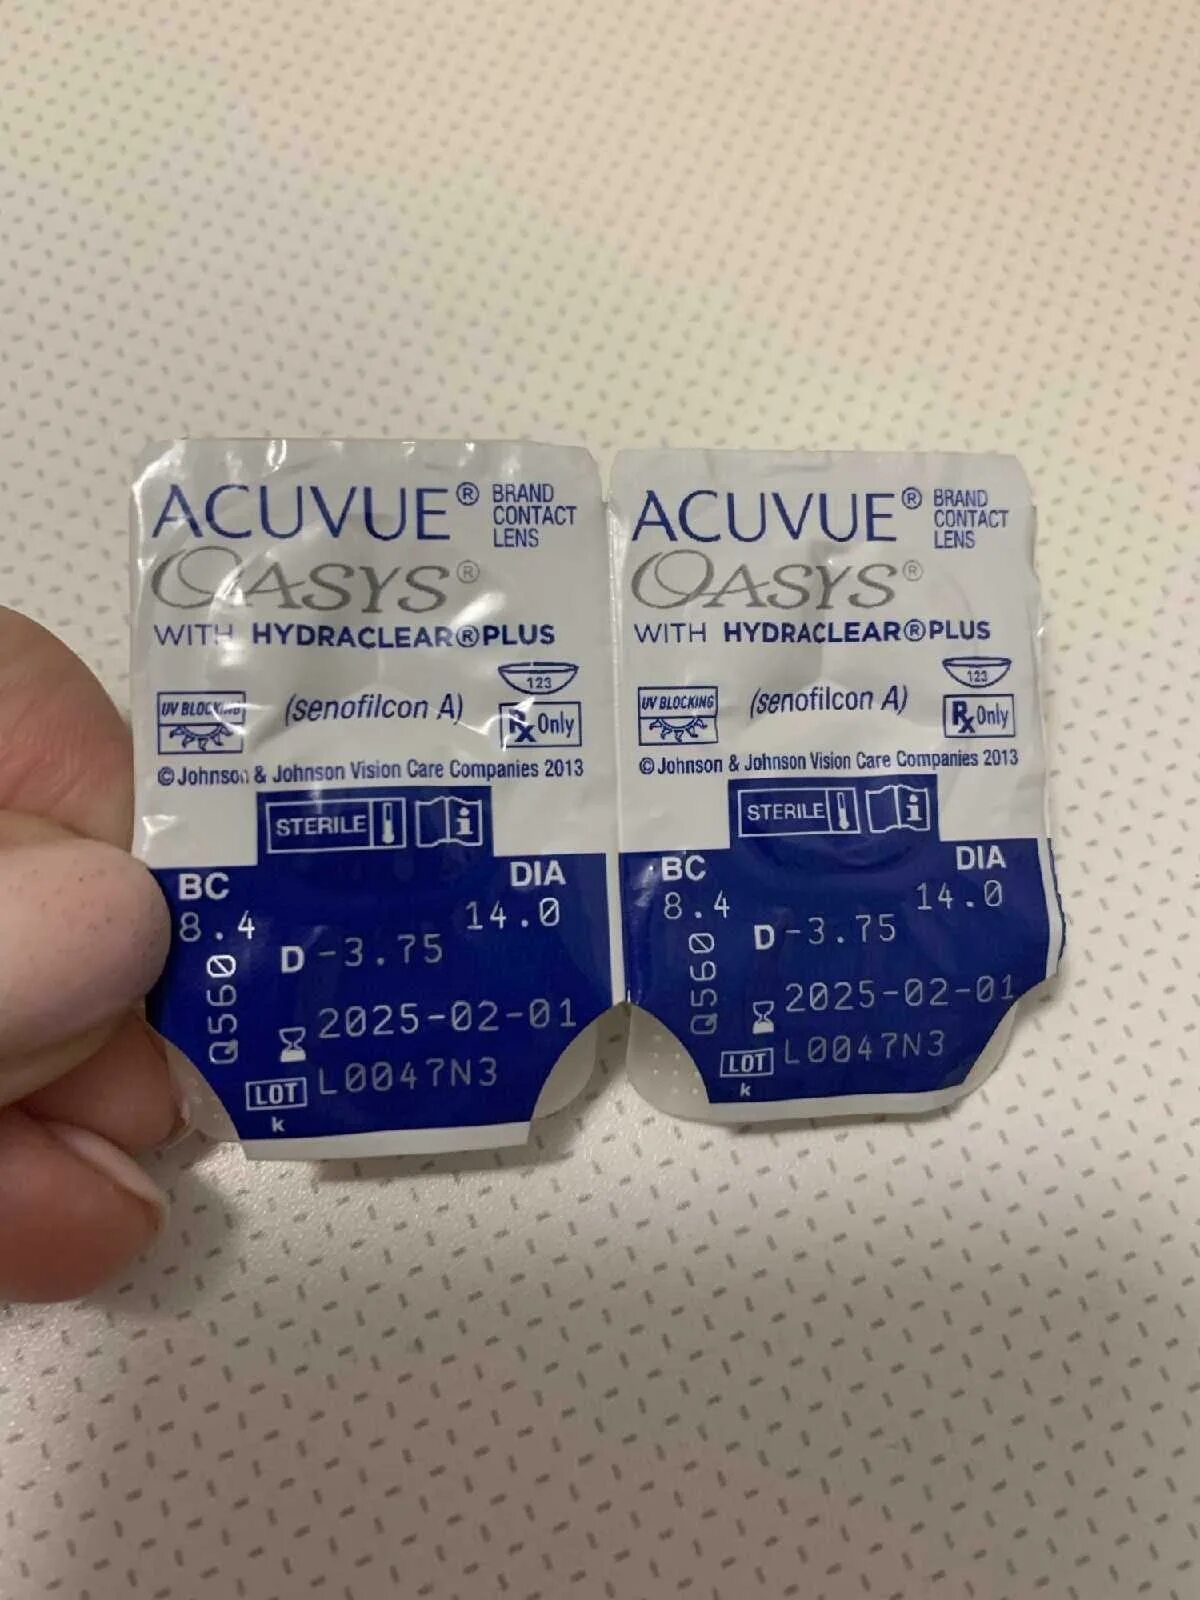 ACUVUE® BRAND CONTACT LENS
OASYS®
WITH HYDRACLEAR®PLUS
123
UV BLOCKING (senofilcon A) Rx Only
© Johnson & Johnson Vision Care Companies 2013
STERILE i
BC DIA
8.4 14.0
D -3.75
Q560
2025-02-01
LOT L0047N3
k
ACUVUE® BRAND CONTACT LENS
OASYS®
WITH HYDRACLEAR®PLUS
123
UV BLOCKING (senofilcon A) Rx Only
© Johnson & Johnson Vision Care Companies 2013
STERILE i
BC DIA
8.4 14.0
D -3.75
Q560
2025-02-01
LOT L0047N3
k